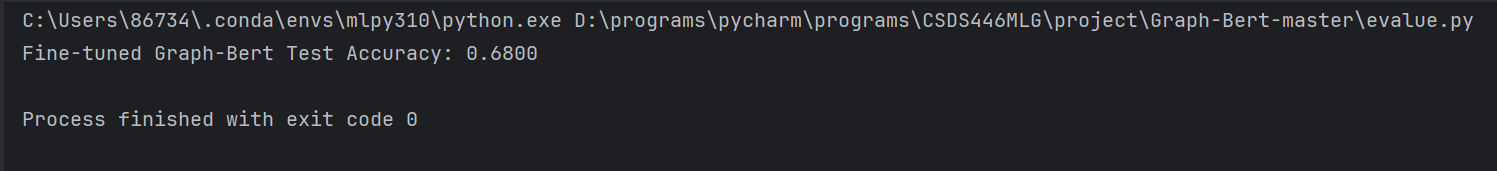 C:\Users\86734\.conda\envs\mlpy310\python.exe D:\programs\pycharm\programs\CSDS446MLG\project\Graph-Bert-master\evalue.py
Fine-tuned Graph-Bert Test Accuracy: 0.6800
Process finished with exit code 0